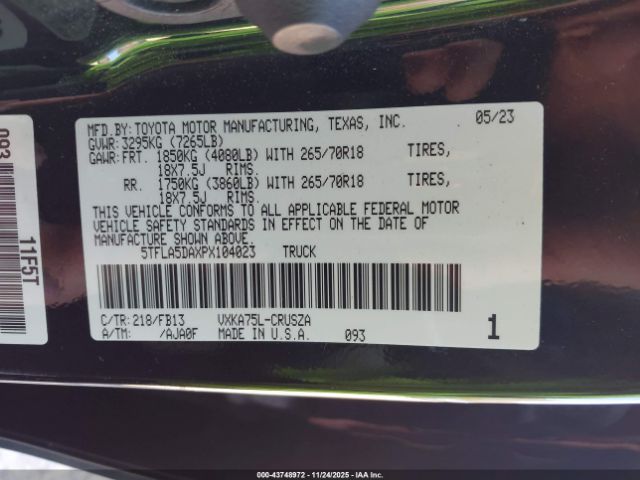 MFD.BY:TOYOTA MOTOR MANUFACTURING, TEXAS, INC. 05/23
GVWR:3295KG (7265LB)
GAWR:FRT. 1850KG (4080LB) WITH 265/70R18 TIRES,
18X7.5J RIMS.
RR. 1750KG (3860LB) WITH 265/70R18 TIRES,
18X7.5J RIMS.
THIS VEHICLE CONFORMS TO ALL APPLICABLE FEDERAL MOTOR
VEHICLE SAFETY STANDARDS IN EFFECT ON THE DATE OF
MANUFACTURE SHOWN ABOVE.
5TFLA5DAXPX104023 TRUCK
C/TR:218/FB13 VXKA75L-CRUSZA
A/TM: /AJA0F MADE IN U.S.A. 093 1
093
11F5T
000-43748972 - 11/24/2025 - IAA Inc.